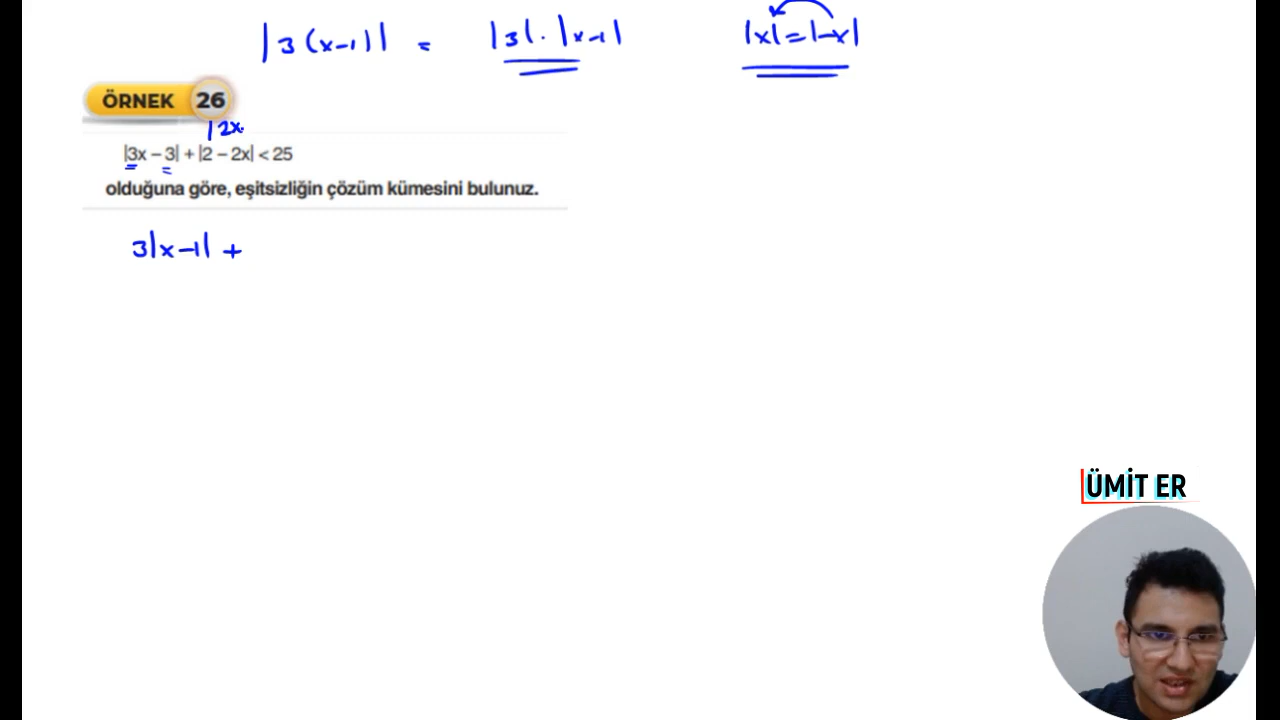 |3(x-1)| = |3|·|x-1| |x|=|-x|
ÖRNEK 26
|2x
|3x – 3| + |2 – 2x| < 25
olduğuna göre, eşitsizliğin çözüm kümesini bulunuz.
3|x-1| +
ÜMİT ER